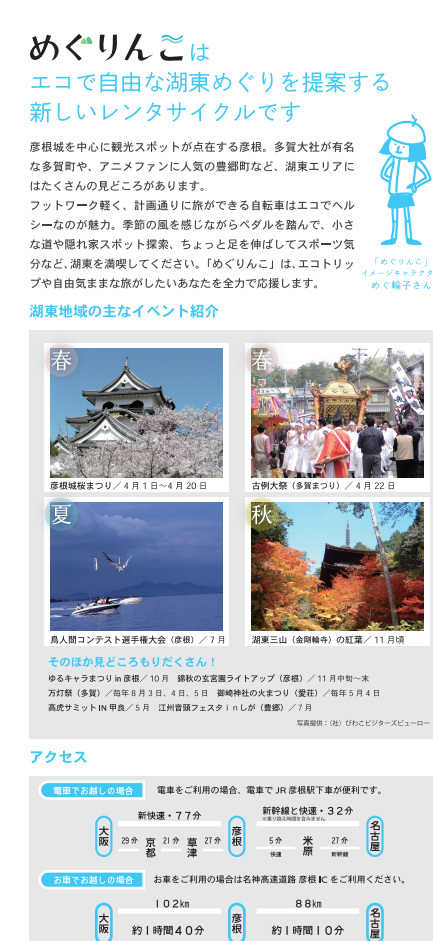 めぐりんこは
エコで自由な湖東めぐりを提案する
新しいレンタサイクルです
彦根城を中心に観光スポットが点在する彦根。多賀大社が有名
な多賀町や、アニメファンに人気の豊郷町など、湖東エリアに
はたくさんの見どころがあります。
フットワーク軽く、計画通りに旅ができる自転車はエコでヘル
シーなのが魅力。季節の風を感じながらペダルを踏んで、小さ
な道や隠れ家スポット探索、ちょっと足を伸ばしてスポーツ気
分など、湖東を満喫してください。「めぐりんこ」は、エコトリッ
プや自由気ままな旅がしたいあなたを全力で応援します。
「めぐりんこ」
イメージキャラクター
めぐ輪子さん
湖東地域の主なイベント紹介
春
彦根城桜まつり／4月1日〜4月20日
春
古例大祭（多賀まつり）／4月22日
夏
鳥人間コンテスト選手権大会（彦根）／7月
秋
湖東三山（金剛輪寺）の紅葉／11月頃
そのほか見どころもりだくさん！
ゆるキャラまつり in 彦根／10月　錦秋の玄宮園ライトアップ（彦根）／11月中旬〜末
万灯祭（多賀）／毎年8月3日、4日、5日　御崎神社の火まつり（愛荘）／毎年5月4日
高虎サミット IN 甲良／5月　江州音頭フェスタ inしが（豊郷）／7月
写真提供：（社）びわこビジターズビューロー
アクセス
電車でお越しの場合　電車をご利用の場合、電車で JR 彦根駅下車が便利です。
新快速・77分　新幹線と快速・32分
※乗り換え時間を含みません
大阪　29分　京都　21分　草津　27分　彦根　5分　米原　27分　名古屋
快速　新幹線
お車でお越しの場合　お車をご利用の場合は名神高速道路 彦根 IC をご利用ください。
102km　88km
大阪　約1時間40分　彦根　約1時間10分　名古屋